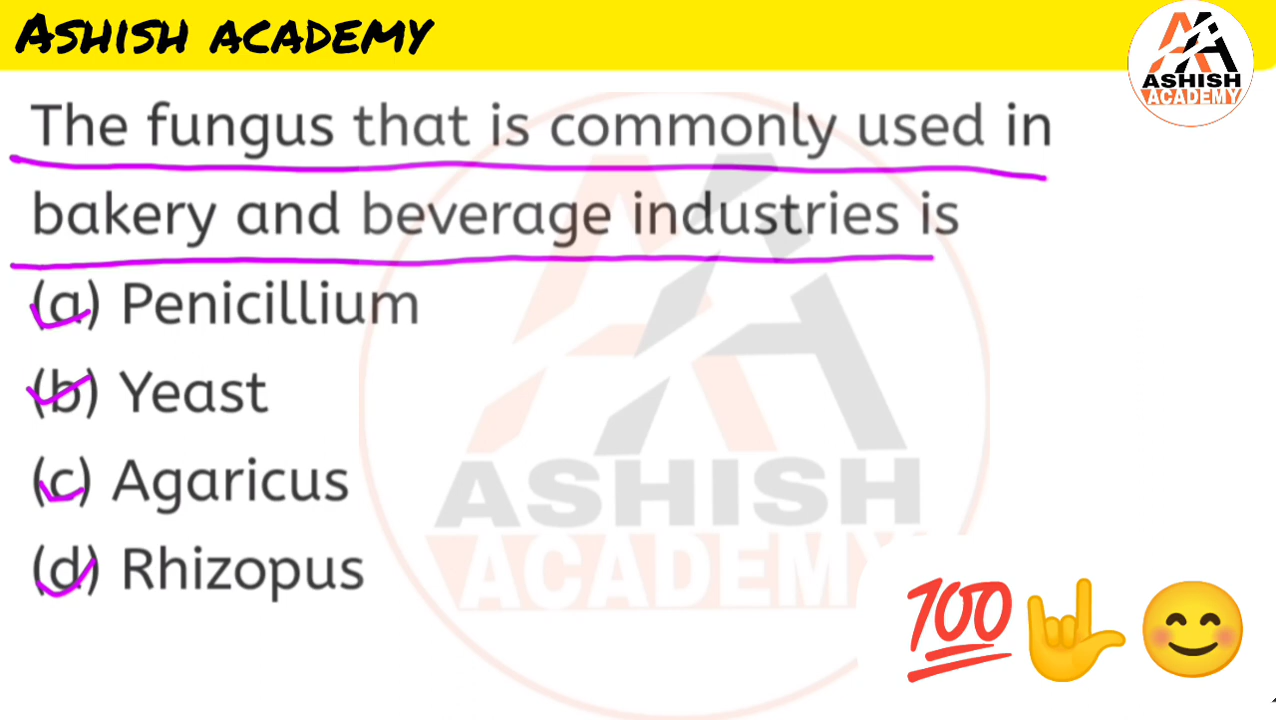 ASHISH ACADEMY
ASHISH
ACADEMY
The fungus that is commonly used in
bakery and beverage industries is
(a) Penicillium
(b) Yeast
(c) Agaricus
(d) Rhizopus
ASHISH
ACADEMY
100